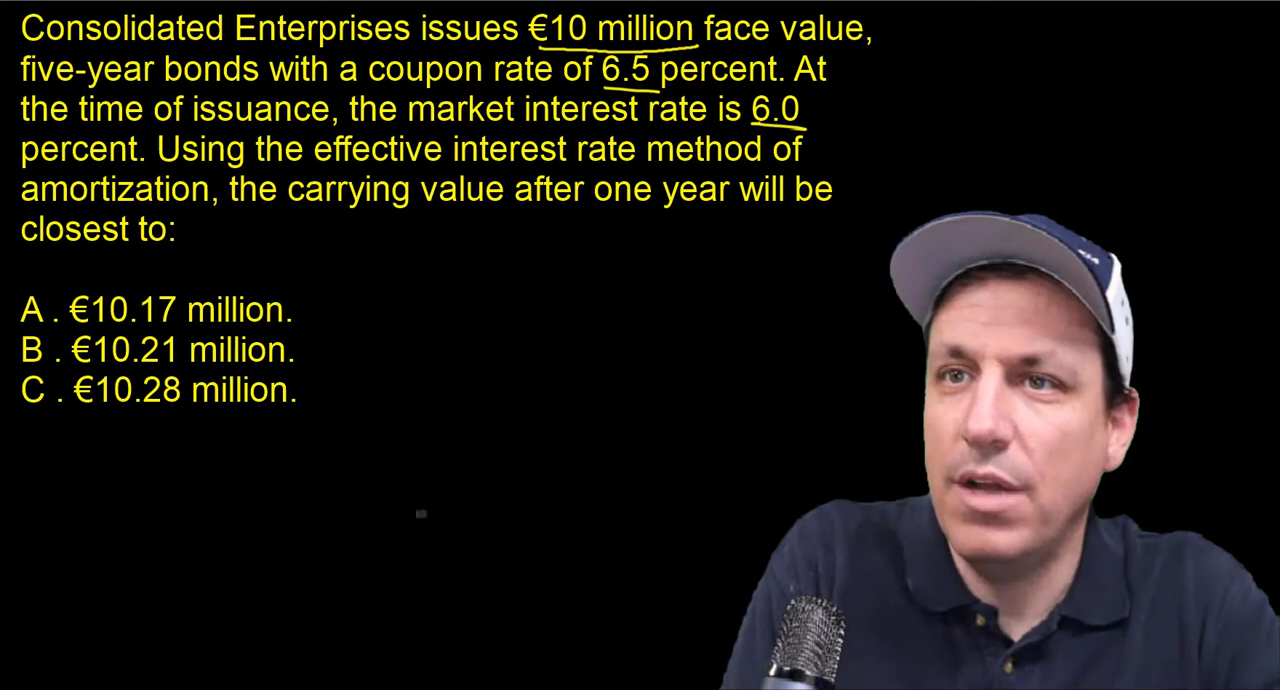 Consolidated Enterprises issues €10 million face value,
five-year bonds with a coupon rate of 6.5 percent. At
the time of issuance, the market interest rate is 6.0
percent. Using the effective interest rate method of
amortization, the carrying value after one year will be
closest to:
A . €10.17 million.
B . €10.21 million.
C . €10.28 million.